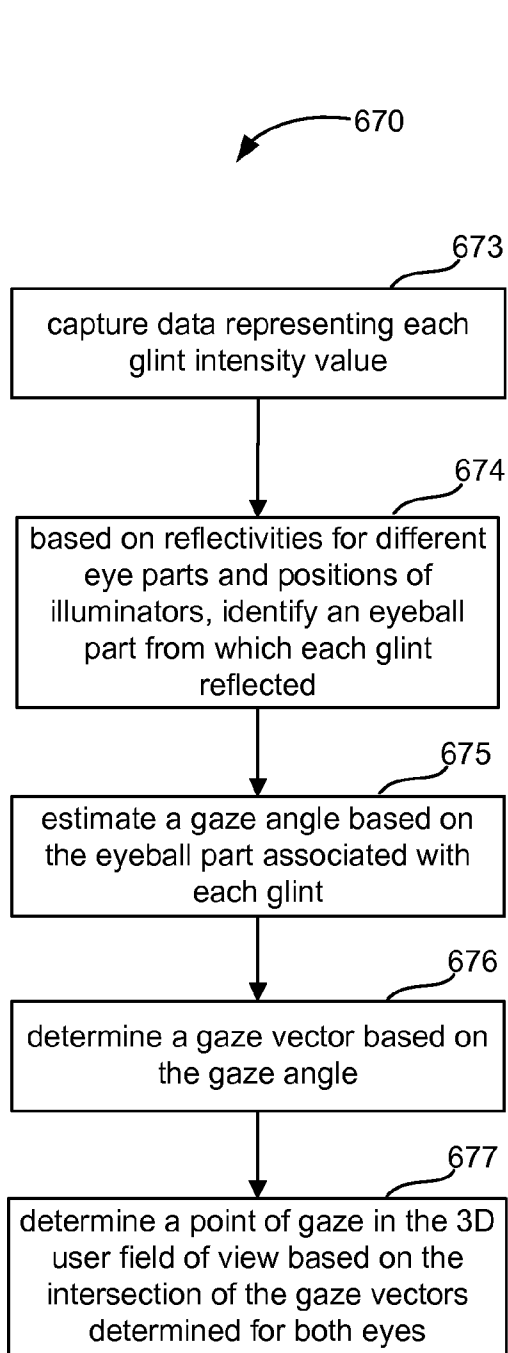 670
673
capture data representing each
glint intensity value
674
based on reflectivities for different
eye parts and positions of
illuminators, identify an eyeball
part from which each glint
reflected
675
estimate a gaze angle based on
the eyeball part associated with
each glint
676
determine a gaze vector based on
the gaze angle
677
determine a point of gaze in the 3D
user field of view based on the
intersection of the gaze vectors
determined for both eyes